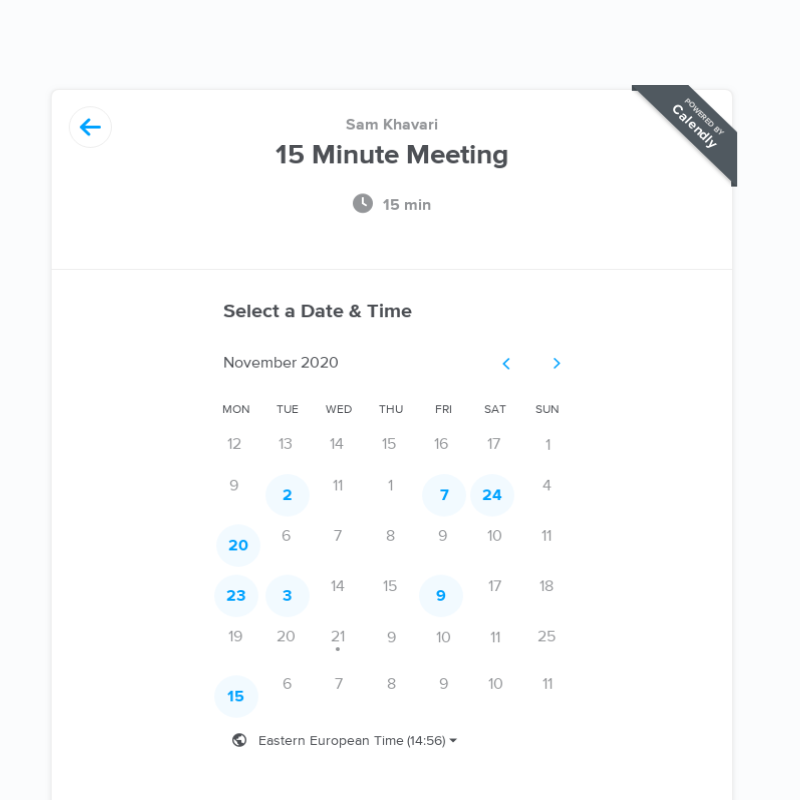 POWERED BY
Calendly
Sam Khavari
15 Minute Meeting
15 min
Select a Date & Time
November 2020
MON TUE WED THU FRI SAT SUN
12 13 14 15 16 17 1
9 2 11 1 7 24 4
20 6 7 8 9 10 11
23 3 14 15 9 17 18
19 20 21 9 10 11 25
15 6 7 8 9 10 11
Eastern European Time (14:56)